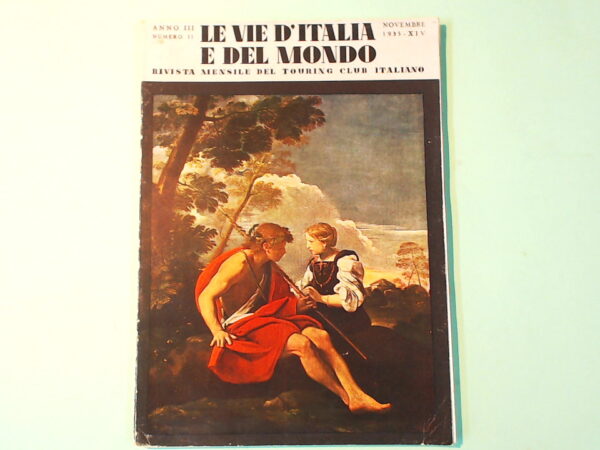 ANNO III
NUMERO 11
LE VIE D'ITALIA
E DEL MONDO
NOVEMBRE
1935-XIV
RIVISTA MENSILE DEL TOURING CLUB ITALIANO